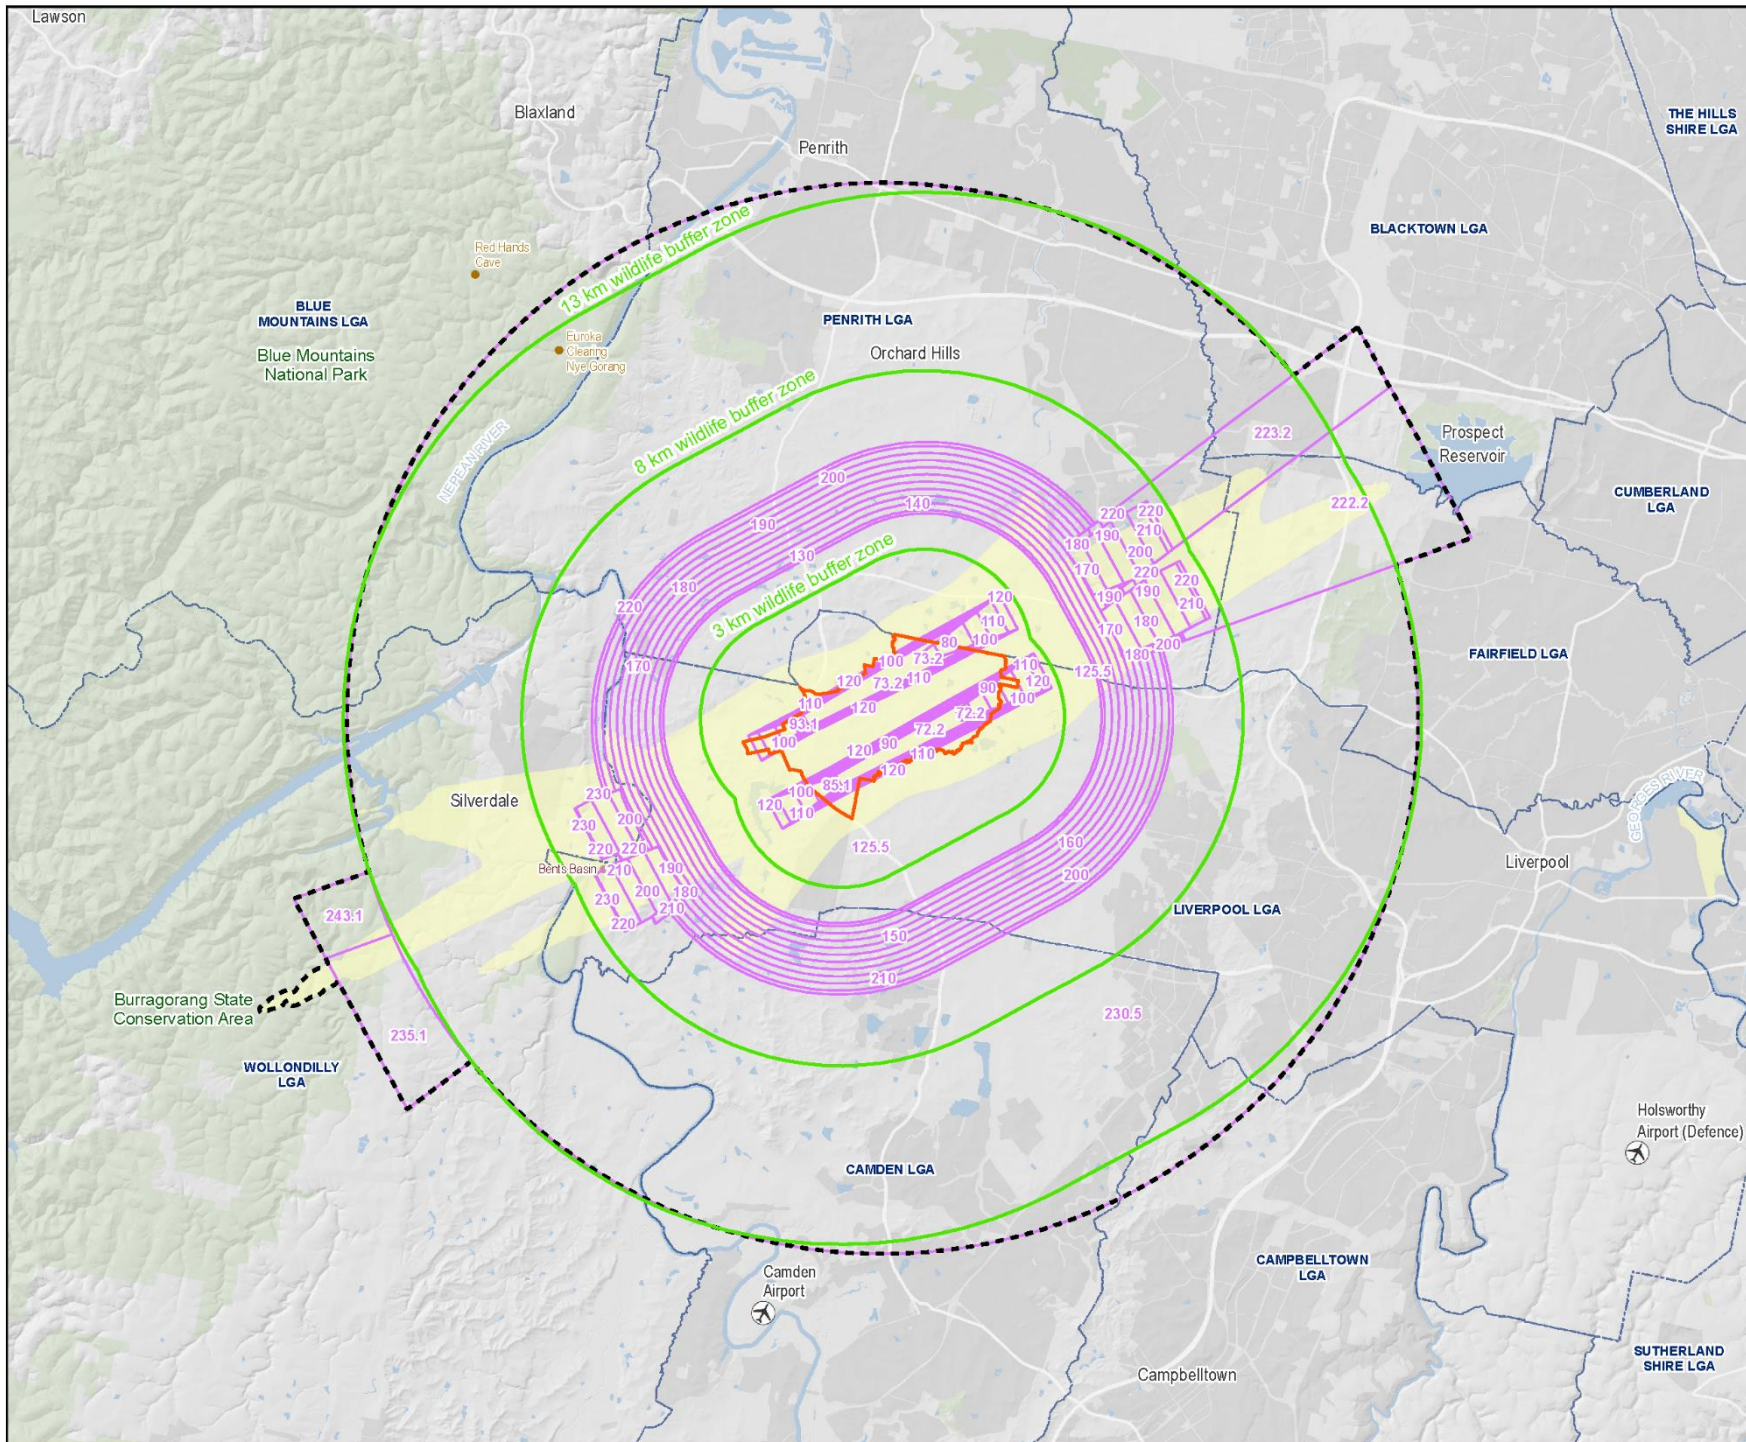 Lawson
Blaxland
Penrith
THE HILLS
SHIRE LGA
BLACKTOWN LGA
13 km wildlife buffer zone
Red Hands
Cave
BLUE
MOUNTAINS LGA
Blue Mountains
National Park
PENRITH LGA
Orchard Hills
Euroka
Clearing
Nye Gorang
8 km wildlife buffer zone
NEPEAN RIVER
223.2
Prospect
Reservoir
222.2
CUMBERLAND
LGA
200
190
140
130
180
220
170
3 km wildlife buffer zone
220
220
190
210
180
200
170
220
220
190
190
210
180
170
180
200
FAIRFIELD LGA
120
110
100
80
73.2
100
110
120
73.2
110
120
93.1
100
110
120
90
100
125.5
72.2
72.2
90
120
110
120
85.1
100
120
110
Silverdale
230
230
200
220
220
Bents Basin
210
190
230
200
180
210
220
125.5
160
200
150
210
GEORGES RIVER
Liverpool
LIVERPOOL LGA
243.1
Burragorang State
Conservation Area
235.1
230.5
WOLLONDILLY
LGA
CAMDEN LGA
Holsworthy
Airport (Defence)
Camden
Airport
CAMPBELLTOWN
LGA
Campbelltown
SUTHERLAND
SHIRE LGA